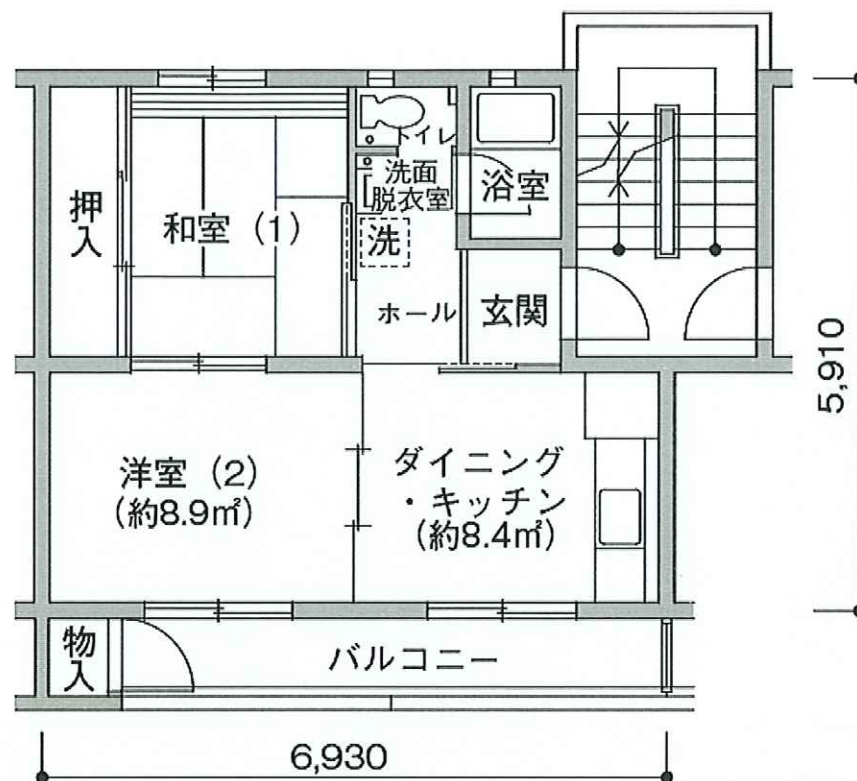 トイレ
洗面
脱衣室
浴室
押入
和室（1）
洗
ホール
玄関
5,910
洋室（2）
(約8.9㎡)
ダイニング
・キッチン
(約8.4㎡)
物入
バルコニー
6,930